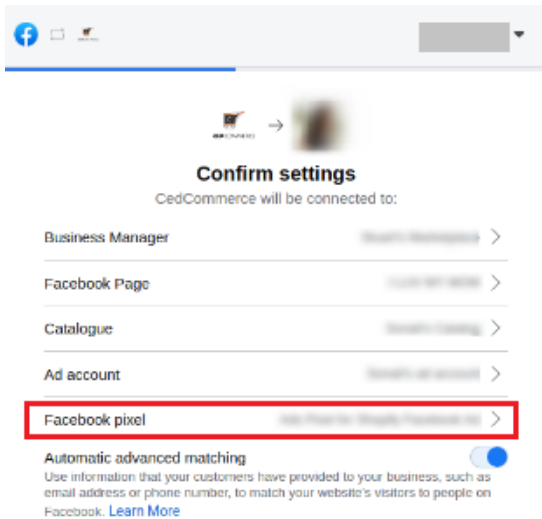 Confirm settings
CedCommerce will be connected to:
Business Manager
Facebook Page
Catalogue
Ad account
Facebook pixel
Automatic advanced matching
Use information that your customers have provided to your business, such as
email address or phone number, to match your website's visitors to people on
Facebook. Learn More